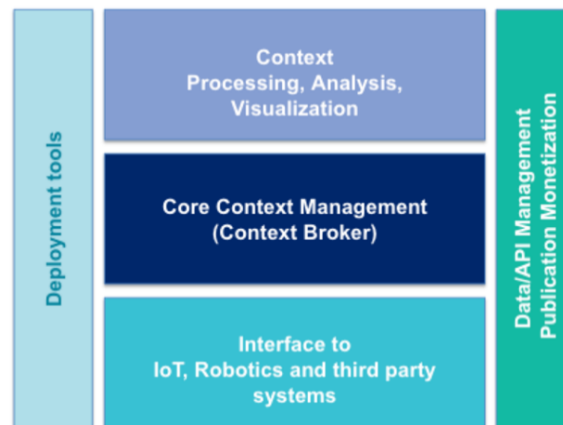 Deployment tools
Context
Processing, Analysis,
Visualization
Core Context Management
(Context Broker)
Interface to
IoT, Robotics and third party
systems
Data/API Management
Publication Monetization